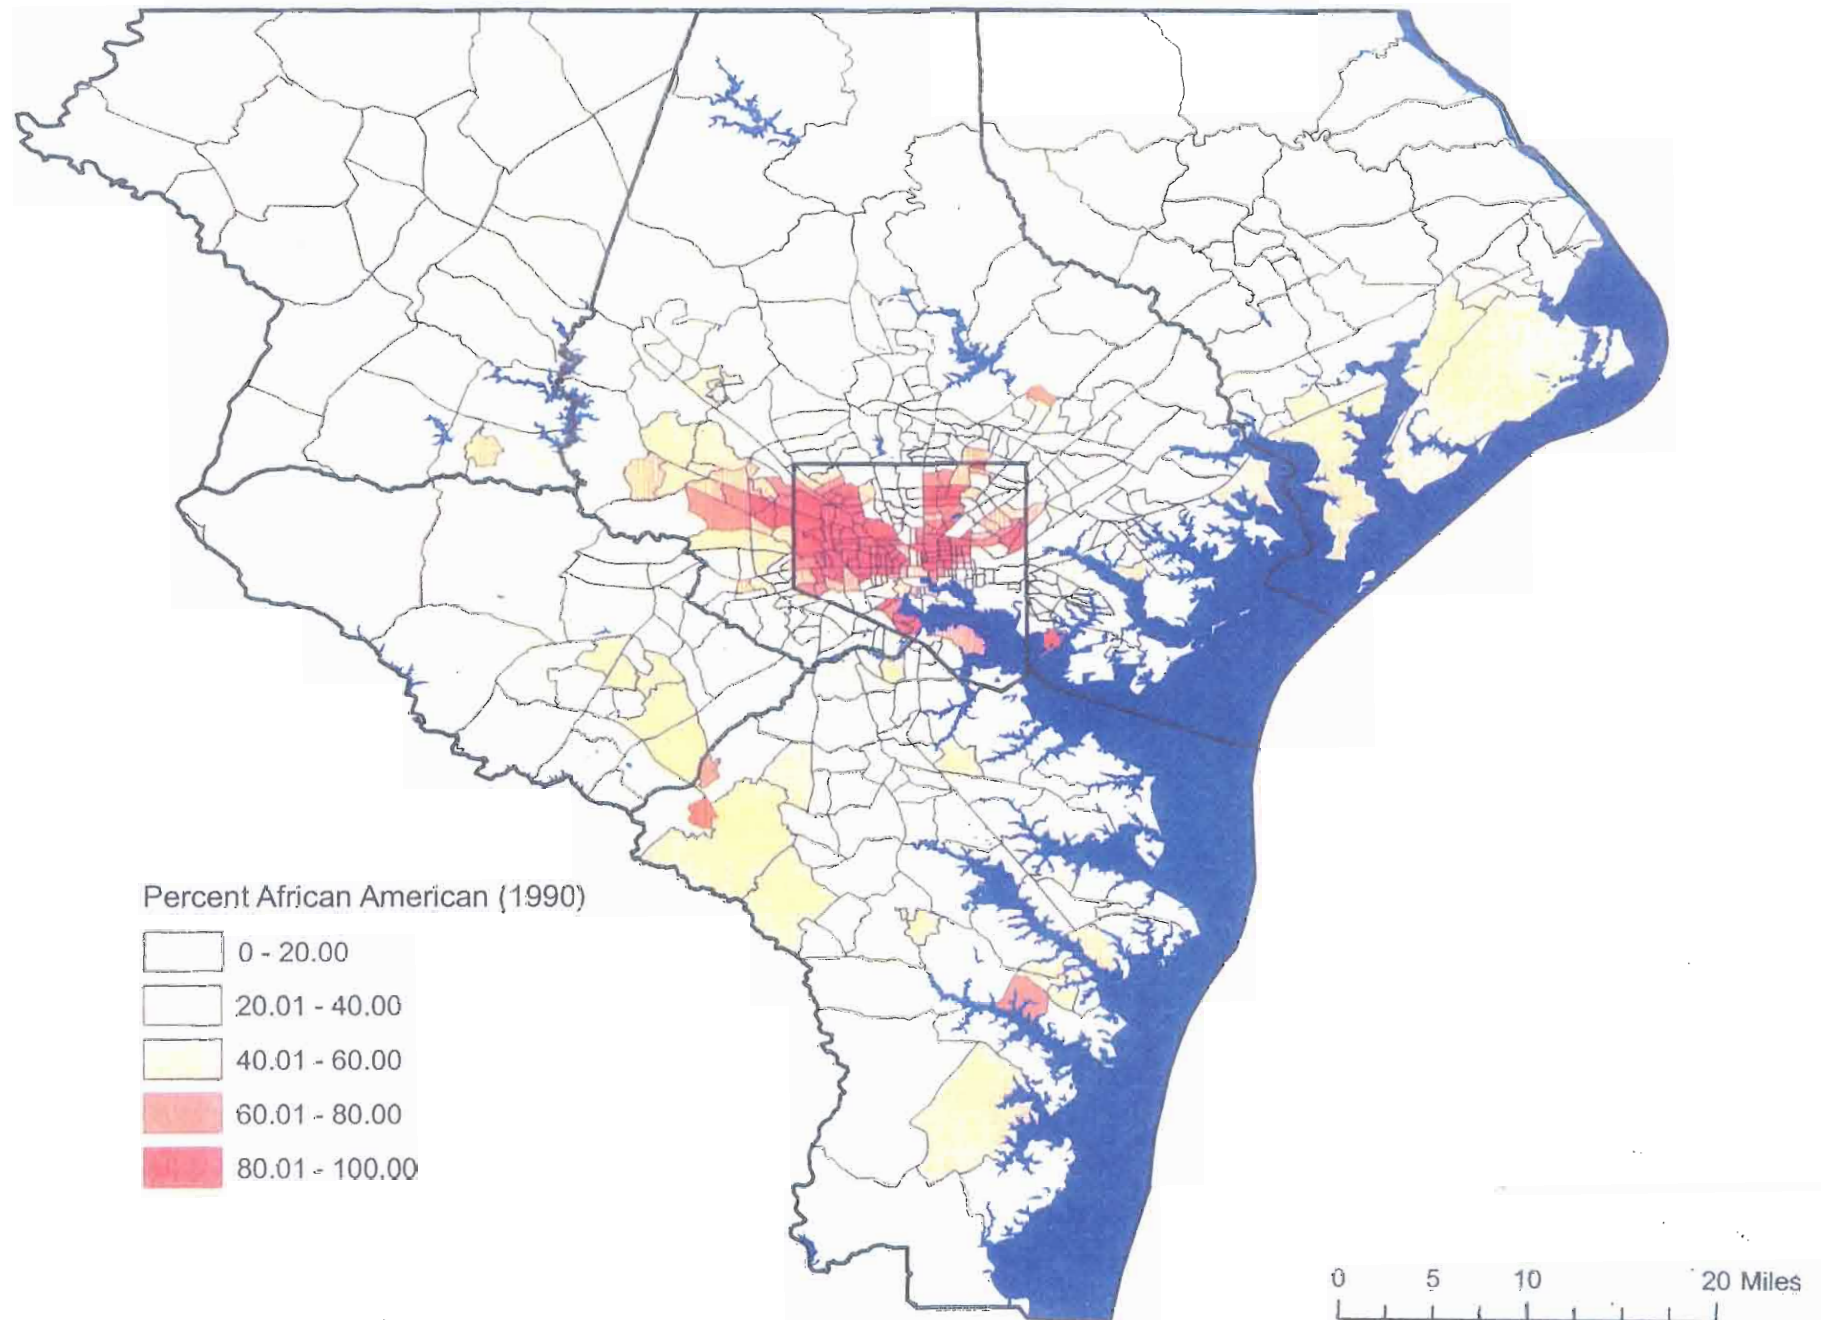 Percent African American (1990)
0 - 20.00
20.01 - 40.00
40.01 - 60.00
60.01 - 80.00
80.01 - 100.00
0 5 10 20 Miles